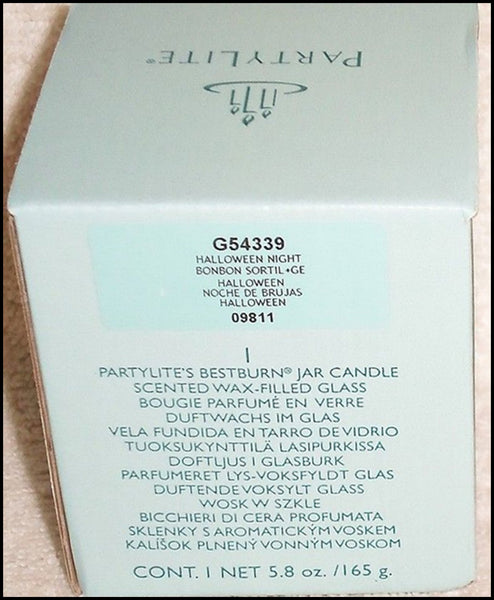 PARTYLITE®
G54339
HALLOWEEN NIGHT
BONBON SORTIL+GE
HALLOWEEN
NOCHE DE BRUJAS
HALLOWEEN
09811
1
PARTYLITE'S BESTBURN® JAR CANDLE
SCENTED WAX-FILLED GLASS
BOUGIE PARFUMÉ EN VERRE
DUFTWACHS IM GLAS
VELA FUNDIDA EN TARRO DE VIDRIO
TUOKSUKYNTTILÄ LASIPURKISSA
DOFTLJUS I GLASBURK
PARFUMERET LYS-VOKSFYLDT GLAS
DUFTENDE VOKSYLT GLASS
WOSK W SZKLE
BICCHIERI DI CERA PROFUMATA
SKLENKY S AROMATICKÝM VOSKEM
KALÍŠOK PLNENÝ VONNÝM VOSKOM
CONT. 1 NET 5.8 oz. /165 g.